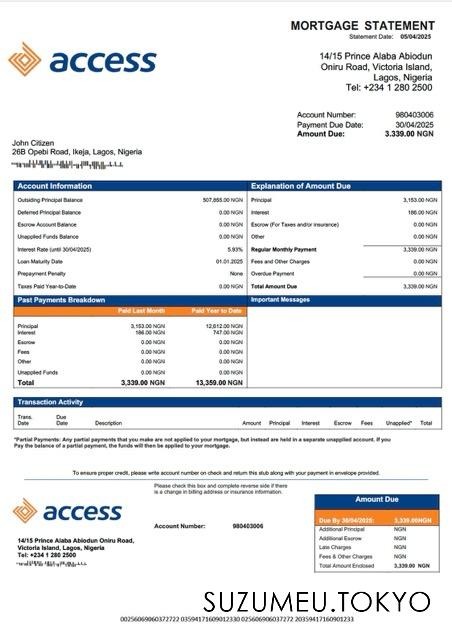 MORTGAGE STATEMENT
Statement Date: 05/04/2025
access
14/15 Prince Alaba Abiodun
Oniru Road, Victoria Island,
Lagos, Nigeria
Tel: +234 1 280 2500
Account Number: 980403006
Payment Due Date: 30/04/2025
Amount Due: 3.339.00 NGN
John Citizen
26B Opebi Road, Ikeja, Lagos, Nigeria
Account Information
Outsiding Principal Balance 507,655.00 NGN
Deferred Principal Balance 0.00 NGN
Escrow Account Balance 0.00 NGN
Unapplied Funds Balance 0.00 NGN
Interest Rate (until 30/04/2025) 5.93%
Loan Maturity Date 01.01.2025
Prepayment Penalty None
Taxes Paid Year-to-Date 0.00 NGN
Explanation of Amount Due
Principal 3,153.00 NGN
Interest 186.00 NGN
Escrow (For Taxes and/or insurance) 0.00 NGN
Other 0.00 NGN
Regular Monthly Payment 3,339.00 NGN
Fees and Other Charges 0.00 NGN
Overdue Payment 0.00 NGN
Total Amount Due 3,339.00 NGN
Past Payments Breakdown
Paid Last Month Paid Year to Date
Principal 3,153.00 NGN 12,612.00 NGN
Interest 186.00 NGN 747.00 NGN
Escrow 0.00 NGN 0.00 NGN
Fees 0.00 NGN 0.00 NGN
Other 0.00 NGN 0.00 NGN
Unapplied Funds 0.00 NGN 0.00 NGN
Total 3,339.00 NGN 13,359.00 NGN
Important Messages
Transaction Activity
Trans. Date Due Date Description Amount Principal Interest Escrow Fees Unapplied* Total
*Partial Payments: Any partial payments that you make are not applied to your mortgage, but instead are held in a separate unapplied account. If you
Pay the balance of a partial payment, the funds will then be applied to your mortgage.
To ensure proper credit, please write account number on check and return this stub along with your payment in envelope provided.
Please check this box and complete reverse side if there
is a change in billing address or insurance information.
access
Account Number: 980403006
14/15 Prince Alaba Abiodun Oniru Road,
Victoria Island, Lagos, Nigeria
Tel: +234 1 280 2500
Amount Due
Due By 30/04/2025: 3,339.00NGN
Additional Principal NGN
Additional Escrow NGN
Late Charges NGN
Fees & Other Charges NGN
Total Amount Enclosed 3,339.00 NGN
SUZUMEU.TOKYO
00256069060372722 03594171609012330 02560690603722 20359417160901233